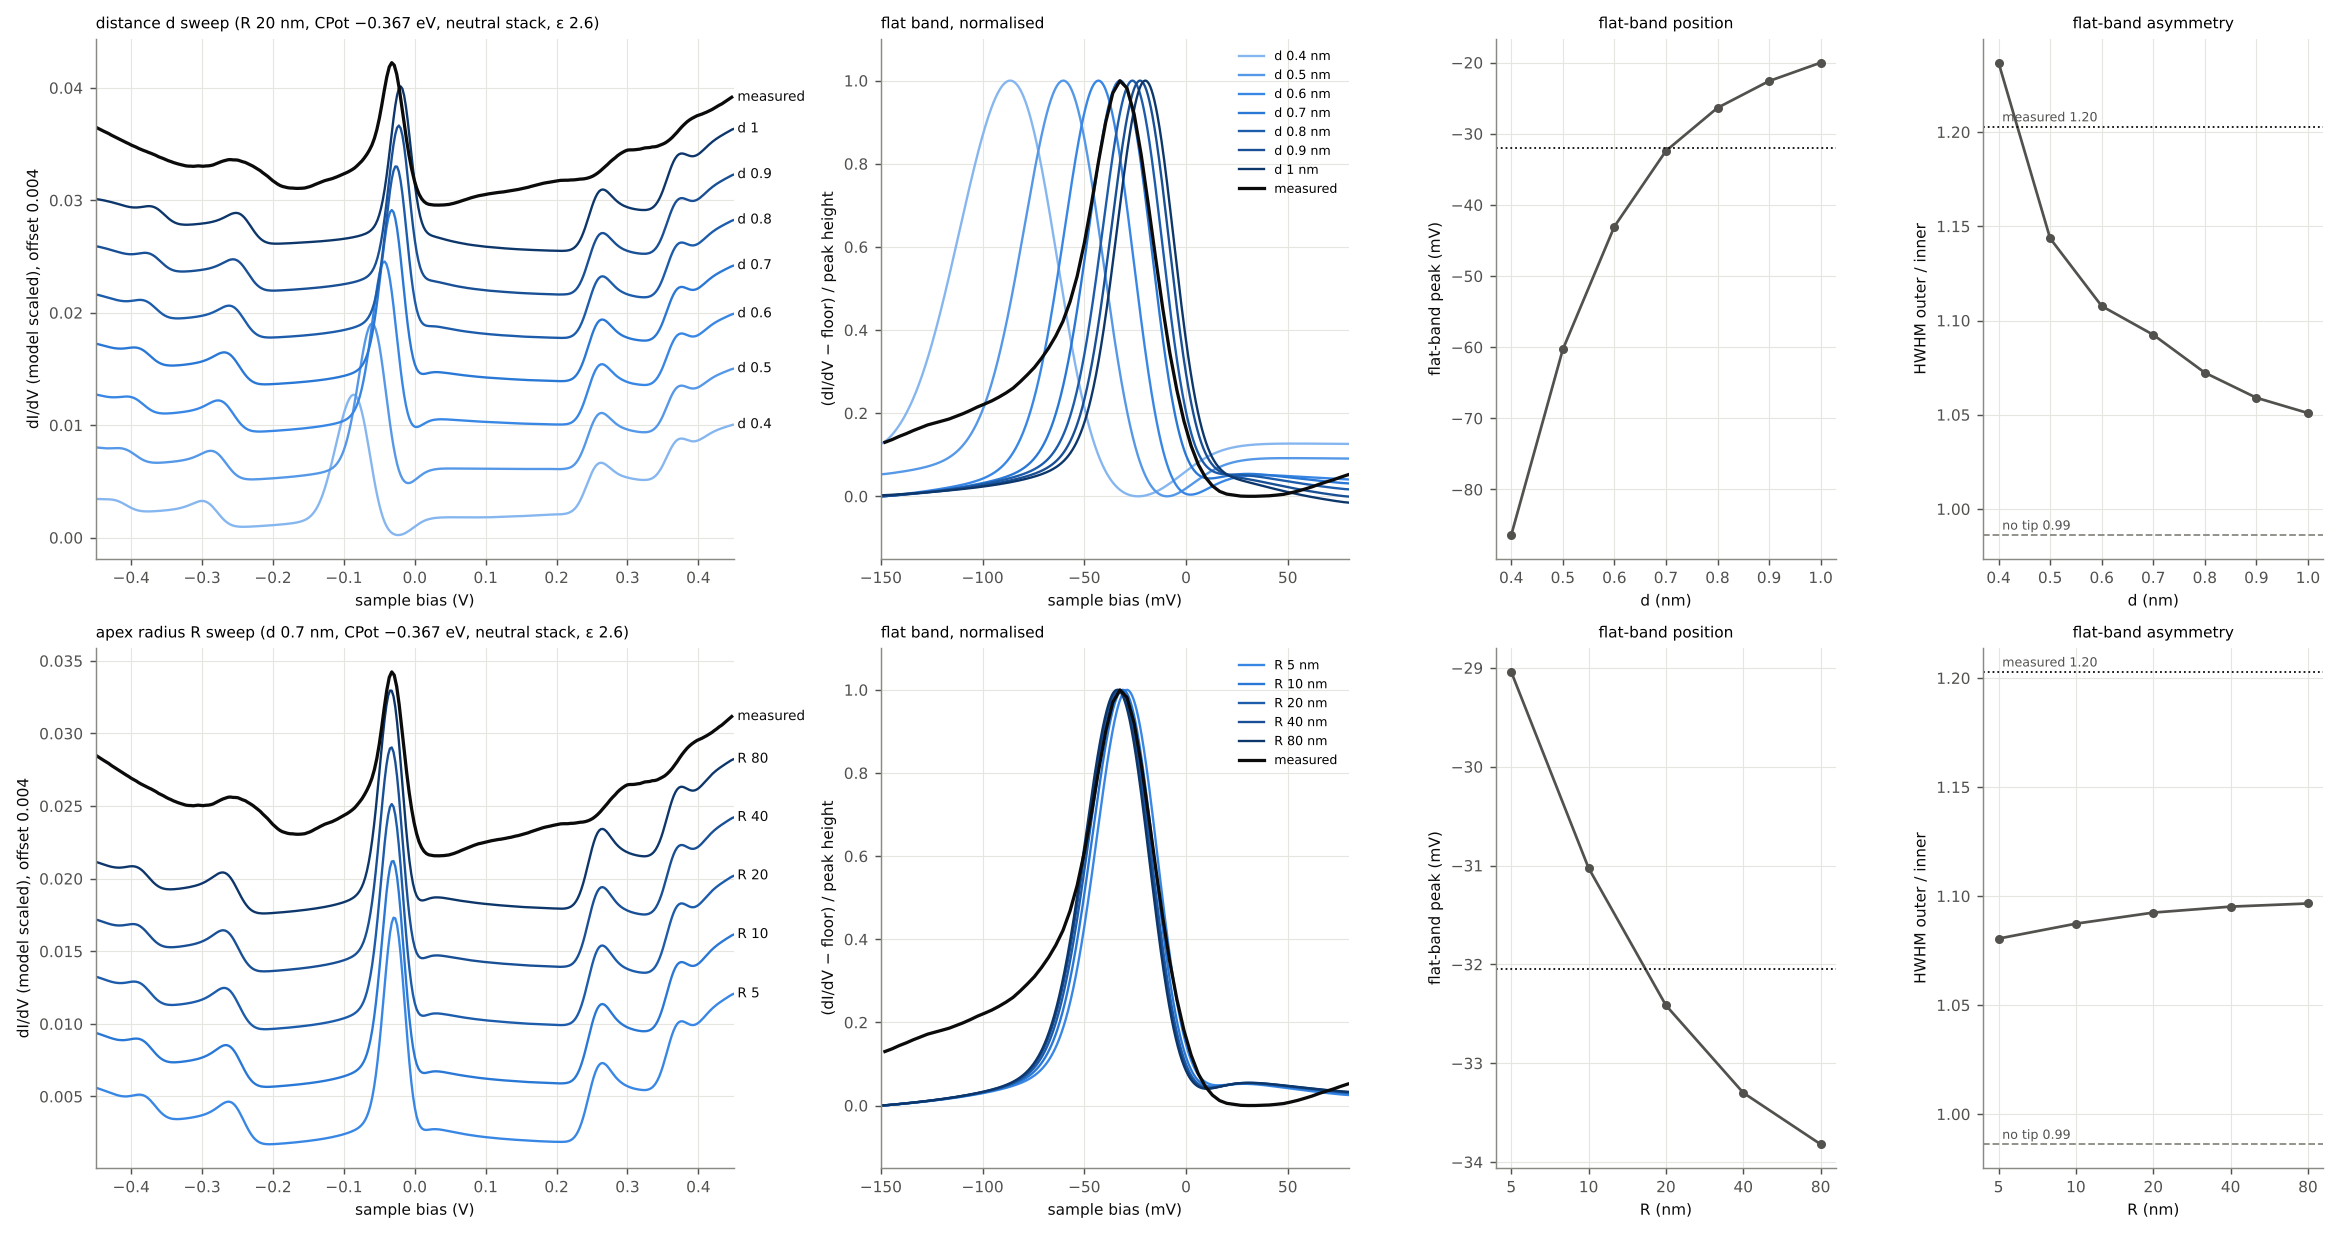 distance d sweep (R 20 nm, CPot −0.367 eV, neutral stack, ε 2.6)
dI/dV (model scaled), offset 0.004
0.04
0.03
0.02
0.01
0.00
measured
d 1
d 0.9
d 0.8
d 0.7
d 0.6
d 0.5
d 0.4
−0.4 −0.3 −0.2 −0.1 0.0 0.1 0.2 0.3 0.4
sample bias (V)
flat band, normalised
(dI/dV − floor) / peak height
1.0
0.8
0.6
0.4
0.2
0.0
d 0.4 nm
d 0.5 nm
d 0.6 nm
d 0.7 nm
d 0.8 nm
d 0.9 nm
d 1 nm
measured
−150 −100 −50 0 50
sample bias (mV)
flat-band position
flat-band peak (mV)
−20
−30
−40
−50
−60
−70
−80
0.4 0.5 0.6 0.7 0.8 0.9 1.0
d (nm)
flat-band asymmetry
HWHM outer / inner
1.20
1.15
1.10
1.05
1.00
measured 1.20
no tip 0.99
0.4 0.5 0.6 0.7 0.8 0.9 1.0
d (nm)
apex radius R sweep (d 0.7 nm, CPot −0.367 eV, neutral stack, ε 2.6)
dI/dV (model scaled), offset 0.004
0.035
0.030
0.025
0.020
0.015
0.010
0.005
measured
R 80
R 40
R 20
R 10
R 5
−0.4 −0.3 −0.2 −0.1 0.0 0.1 0.2 0.3 0.4
sample bias (V)
flat band, normalised
(dI/dV − floor) / peak height
1.0
0.8
0.6
0.4
0.2
0.0
R 5 nm
R 10 nm
R 20 nm
R 40 nm
R 80 nm
measured
−150 −100 −50 0 50
sample bias (mV)
flat-band position
flat-band peak (mV)
−29
−30
−31
−32
−33
−34
5 10 20 40 80
R (nm)
flat-band asymmetry
HWHM outer / inner
1.20
1.15
1.10
1.05
1.00
measured 1.20
no tip 0.99
5 10 20 40 80
R (nm)